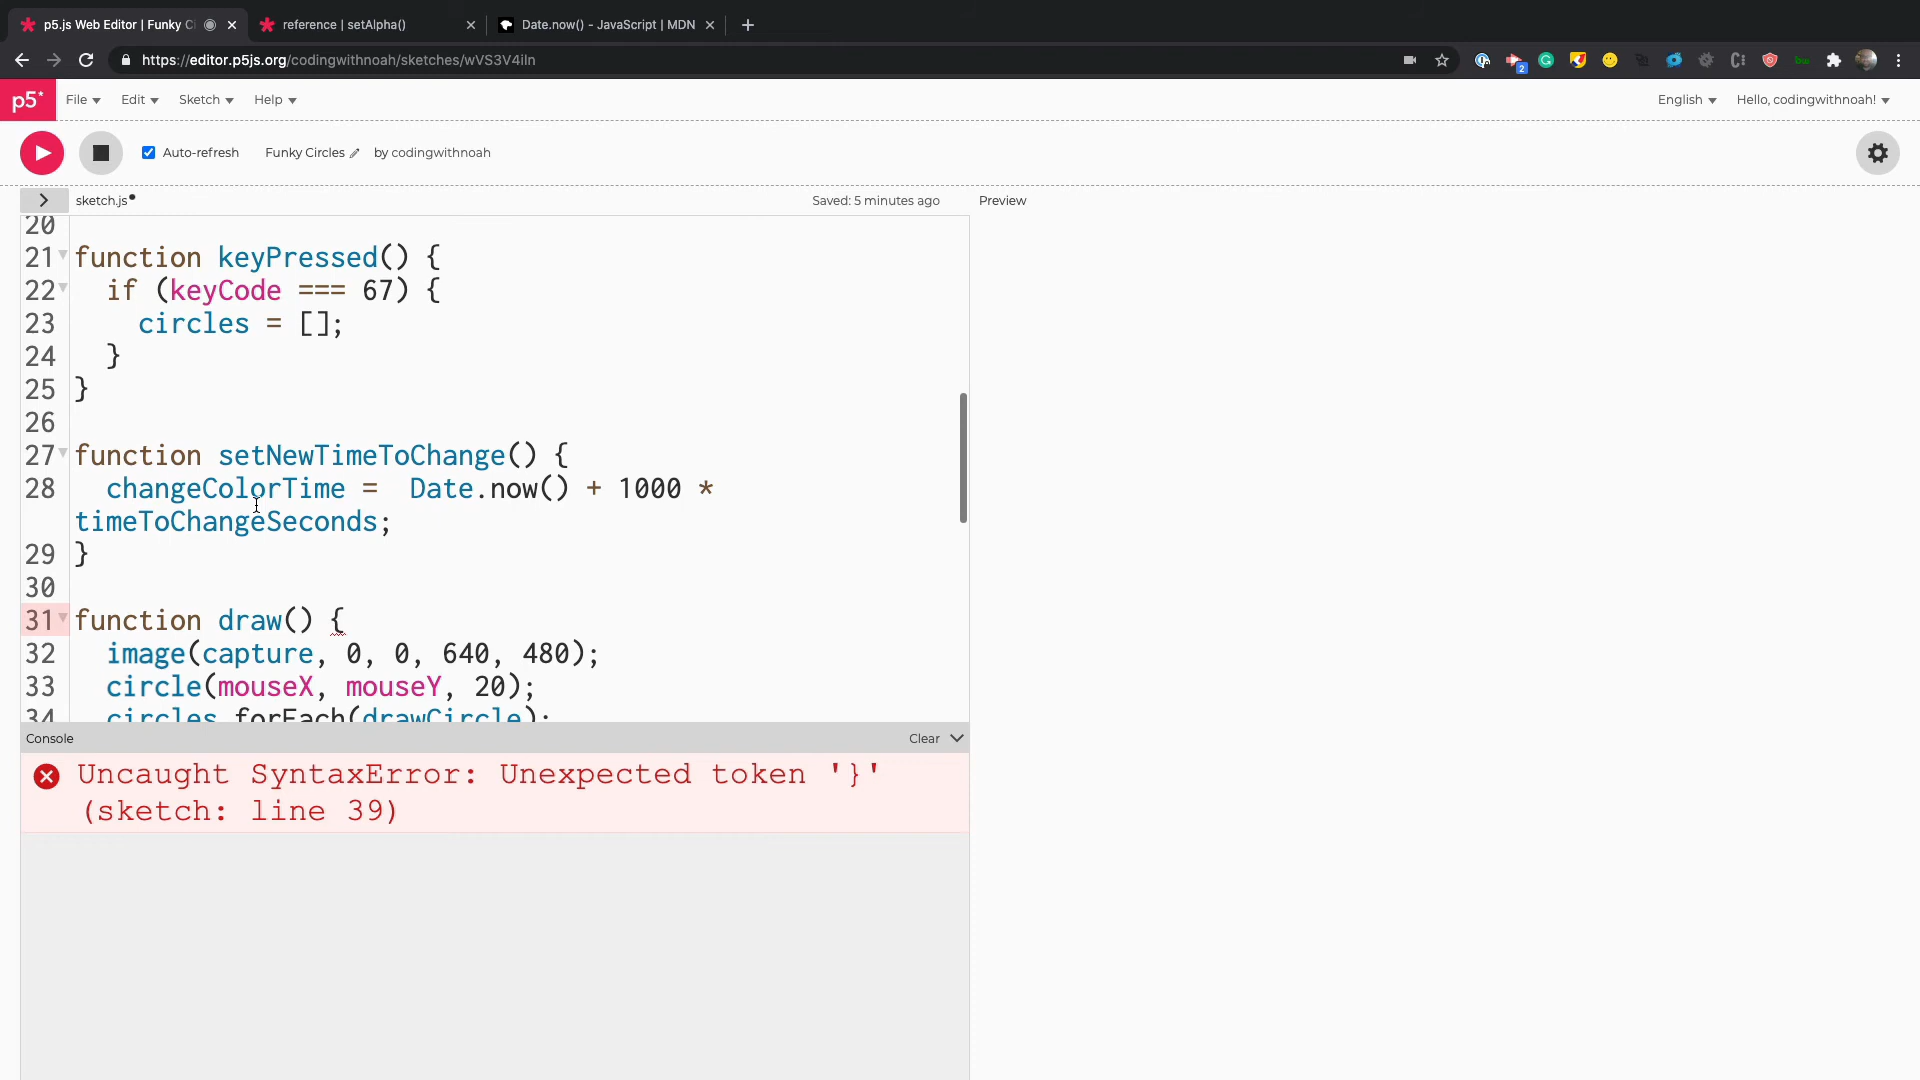 p5.js Web Editor | Funky C
reference | setAlpha()
Date.now() - JavaScript | MDN
https://editor.p5js.org/codingwithnoah/sketches/wVS3V4iln
2
p5*
File
Edit
Sketch
Help
English
Hello, codingwithnoah!
Auto-refresh
Funky Circles
by codingwithnoah
sketch.js
Saved: 5 minutes ago
Preview
20
21 function keyPressed() {
22 if (keyCode === 67) {
23 circles = [];
24 }
25 }
26
27 function setNewTimeToChange() {
28 changeColorTime =  Date.now() + 1000 *
timeToChangeSeconds;
29 }
30
31 function draw() {
32 image(capture, 0, 0, 640, 480);
33 circle(mouseX, mouseY, 20);
34 circles.forEach(drawCircle);
Console
Clear
Uncaught SyntaxError: Unexpected token '}'
(sketch: line 39)